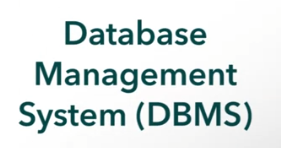 Database
Management
System (DBMS)